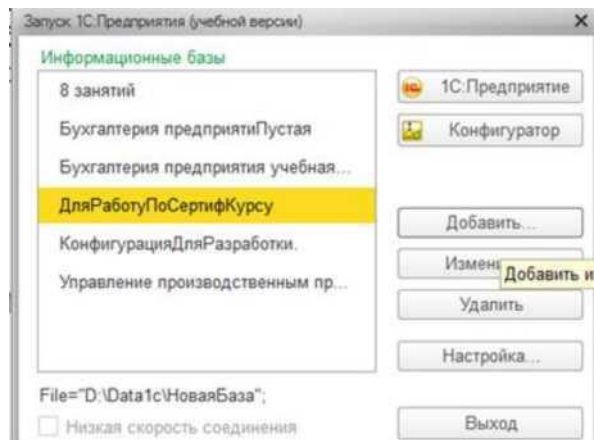 Запуск 1С:Предприятия (учебной версии)
Информационные базы
8 занятий
1С:Предприятие
Бухгалтерия предприятиПустая
Конфигуратор
Бухгалтерия предприятия учебная...
ДляРаботуПоСертифКурсу
Добавить...
КонфигурацияДляРазработки.
Измени
Добавить и
Управление производственным пр...
Удалить
Настройка...
File="D:\Data1c\НоваяБаза";
Низкая скорость соединения
Выход